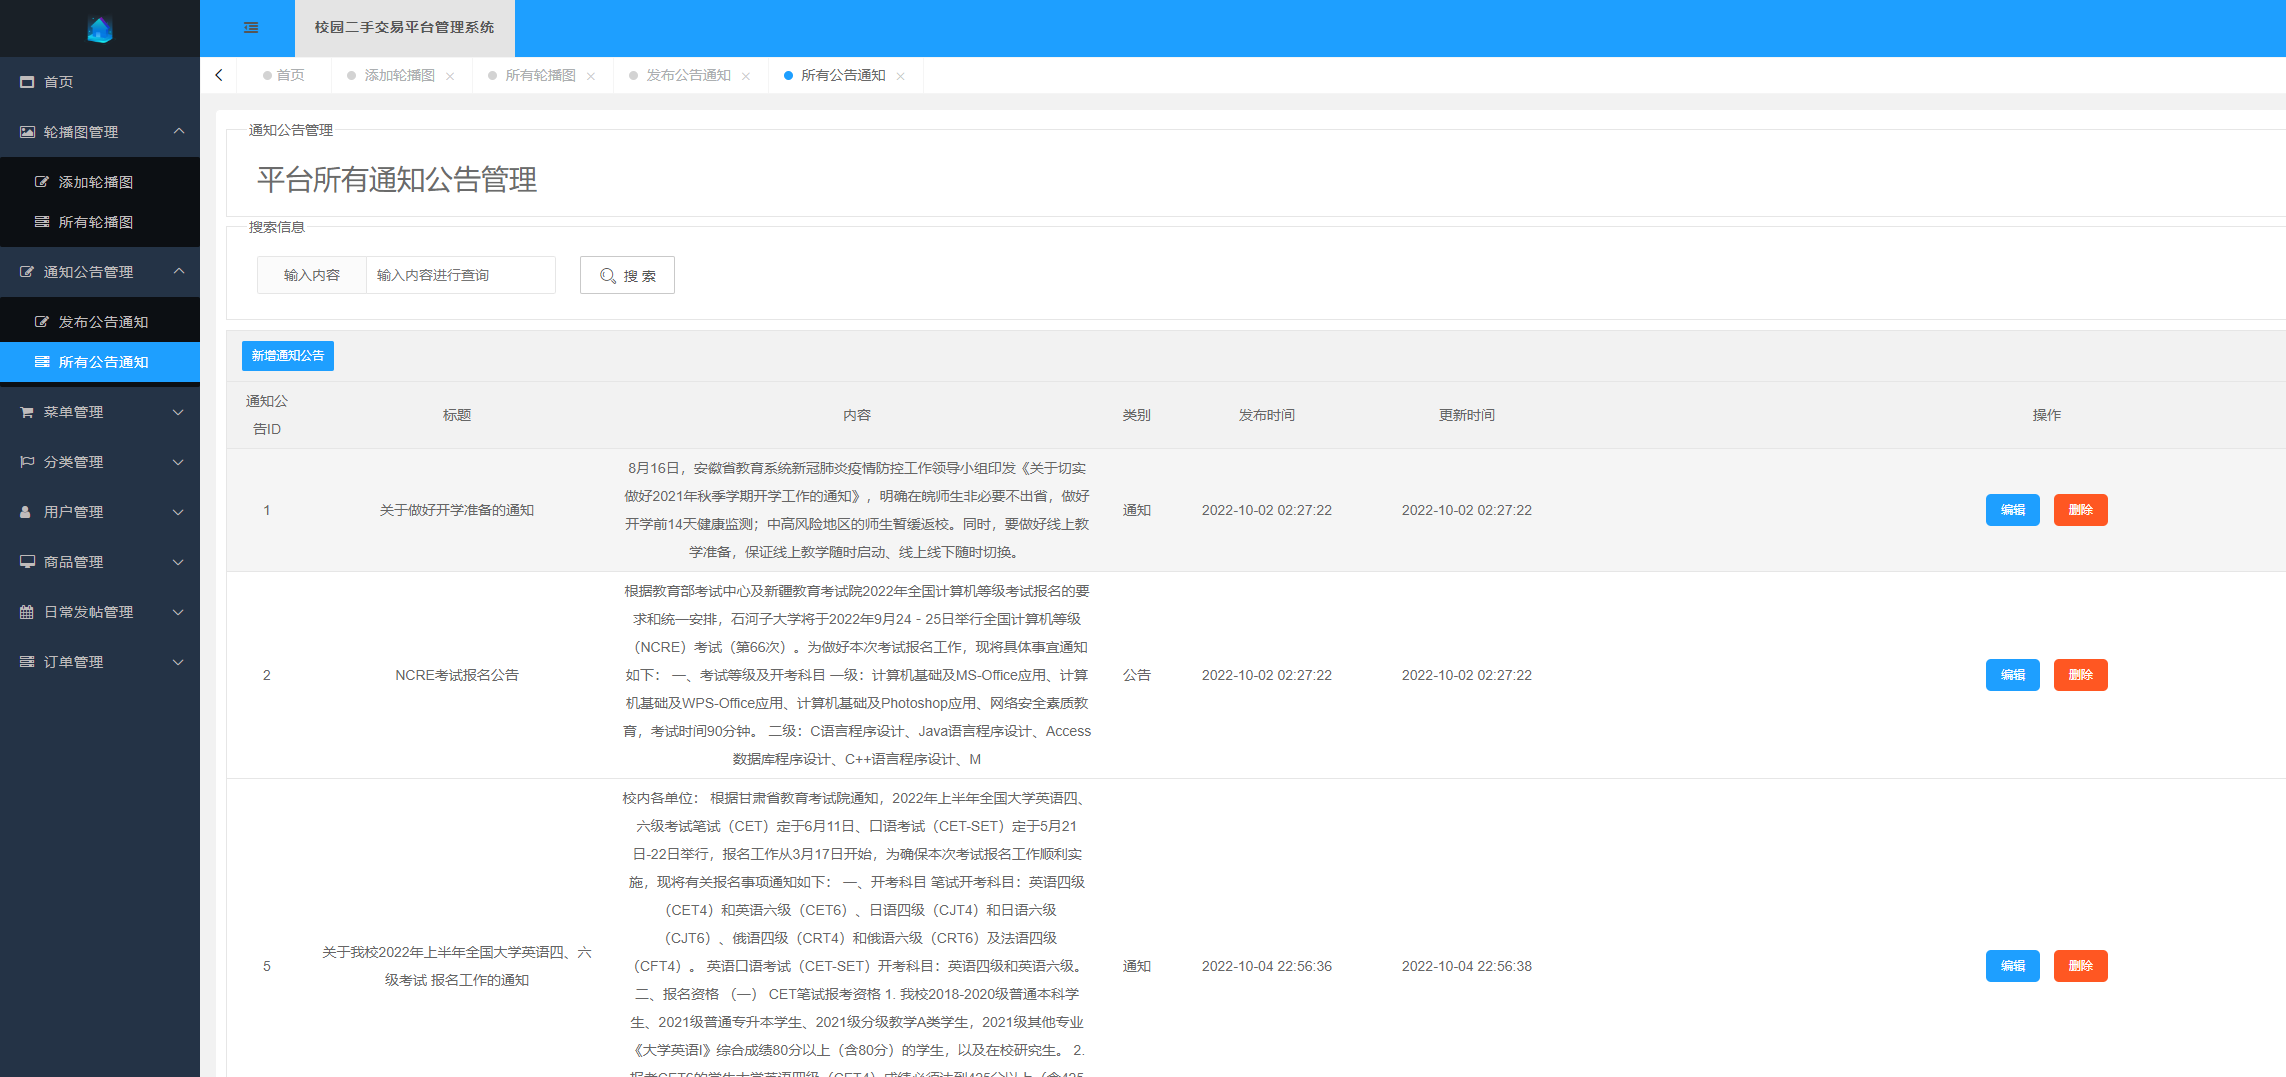 校园二手交易平台管理系统
首页
添加轮播图
所有轮播图
发布公告通知
所有公告通知
首页
轮播图管理
添加轮播图
所有轮播图
通知公告管理
发布公告通知
所有公告通知
菜单管理
分类管理
用户管理
商品管理
日常发帖管理
订单管理
通知公告管理
平台所有通知公告管理
搜索信息
输入内容
输入内容进行查询
搜 索
新增通知公告
通知公
告ID
标题
内容
类别
发布时间
更新时间
操作
1
关于做好开学准备的通知
8月16日，安徽省教育系统新冠肺炎疫情防控工作领导小组印发《关于切实
做好2021年秋季学期开学工作的通知》，明确在皖师生非必要不出省，做好
开学前14天健康监测；中高风险地区的师生暂缓返校。同时，要做好线上教
学准备，保证线上教学随时启动、线上线下随时切换。
通知
2022-10-02 02:27:22
2022-10-02 02:27:22
编辑
删除
2
NCRE考试报名公告
根据教育部考试中心及新疆教育考试院2022年全国计算机等级考试报名的要
求和统一安排，石河子大学将于2022年9月24－25日举行全国计算机等级
（NCRE）考试（第66次）。为做好本次考试报名工作，现将具体事宜通知
如下： 一、考试等级及开考科目 一级：计算机基础及MS-Office应用、计算
机基础及WPS-Office应用、计算机基础及Photoshop应用、网络安全素质教
育，考试时间90分钟。 二级：C语言程序设计、Java语言程序设计、Access
数据库程序设计、C++语言程序设计、M
公告
2022-10-02 02:27:22
2022-10-02 02:27:22
编辑
删除
5
关于我校2022年上半年全国大学英语四、六
级考试 报名工作的通知
校内各单位： 根据甘肃省教育考试院通知，2022年上半年全国大学英语四、
六级考试笔试（CET）定于6月11日、口语考试（CET-SET）定于5月21
日-22日举行，报名工作从3月17日开始，为确保本次考试报名工作顺利实
施，现将有关报名事项通知如下： 一、开考科目 笔试开考科目：英语四级
（CET4）和英语六级（CET6）、日语四级（CJT4）和日语六级
（CJT6）、俄语四级（CRT4）和俄语六级（CRT6）及法语四级
（CFT4）。 英语口语考试（CET-SET）开考科目：英语四级和英语六级。
二、报名资格 （一） CET笔试报考资格 1. 我校2018-2020级普通本科学
生、2021级普通专升本学生、2021级分级教学A类学生，2021级其他专业
《大学英语I》综合成绩80分以上（含80分）的学生，以及在校研究生。 2.
报考CET6的学生大学英语四级（CET4）成绩必须达到425分以上（含425
通知
2022-10-04 22:56:36
2022-10-04 22:56:38
编辑
删除